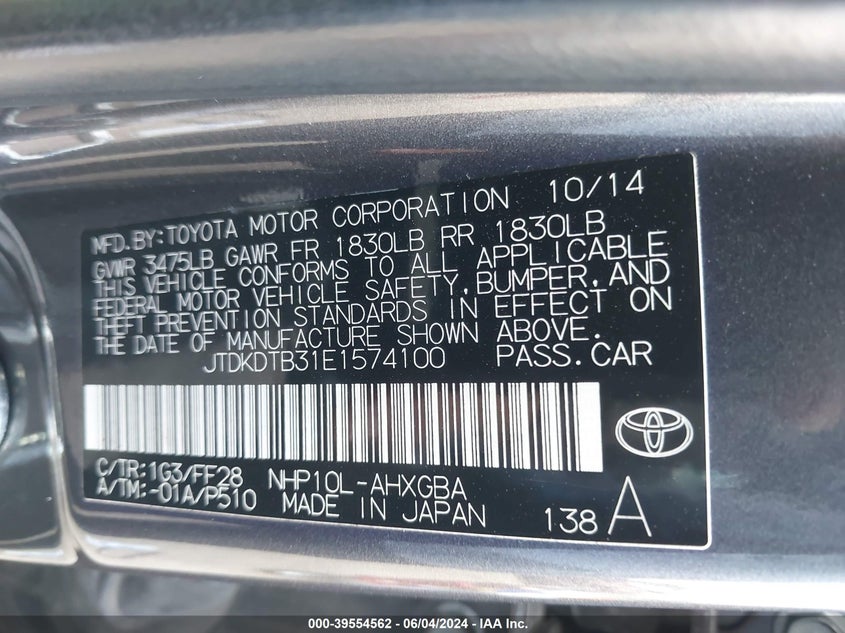 MFD.BY:TOYOTA MOTOR CORPORATION 10/14
GVWR 3475LB GAWR FR 1830LB RR 1830LB
THIS VEHICLE CONFORMS TO ALL APPLICABLE
FEDERAL MOTOR VEHICLE SAFETY,BUMPER,AND
THEFT PREVENTION STANDARDS IN EFFECT ON
THE DATE OF MANUFACTURE SHOWN ABOVE.
JTDKDTB31E1574100 PASS.CAR
C/TR:1G3/FF28 NHP10L-AHXGBA
A/TM:-01A/P510 MADE IN JAPAN 138 A
000-39554562 / 06/04/2024 - IAA Inc.